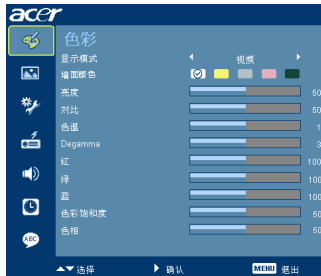 acer
色彩
显示模式 视频
墙面颜色
亮度 50
对比 50
色温 1
Degamma 3
红 100
绿 100
蓝 100
色彩饱和度 50
色相 50
ABC
选择 确认 MENU 退出